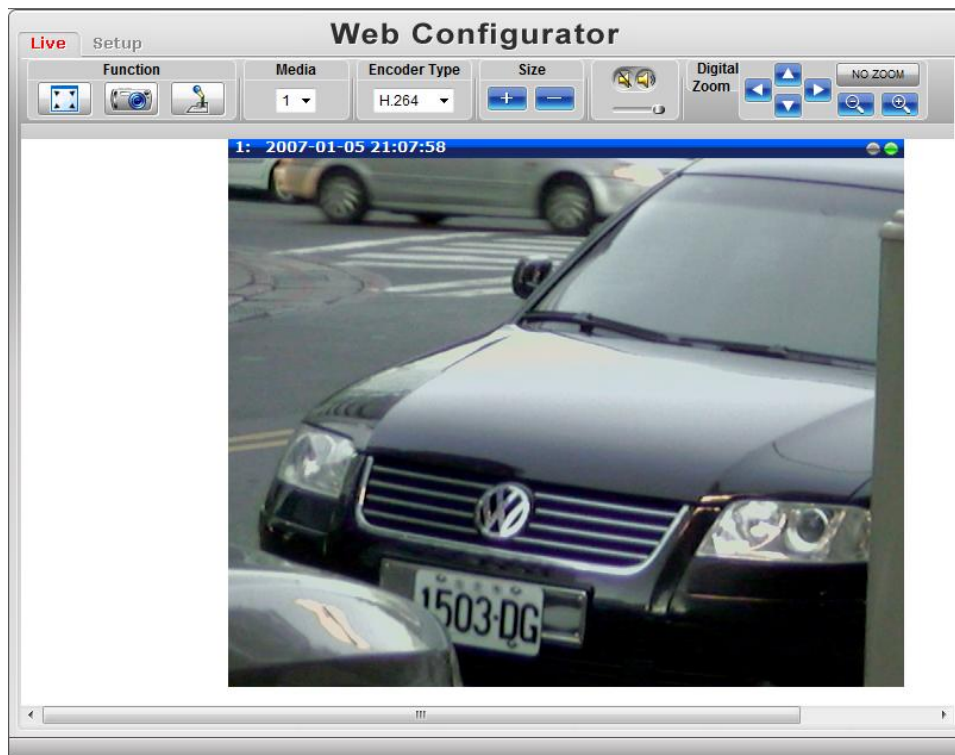 Web Configurator
Live Setup
Function Media Encoder Type Size Digital Zoom
1 H.264 NO ZOOM
1: 2007-01-05 21:07:58
1503-DG